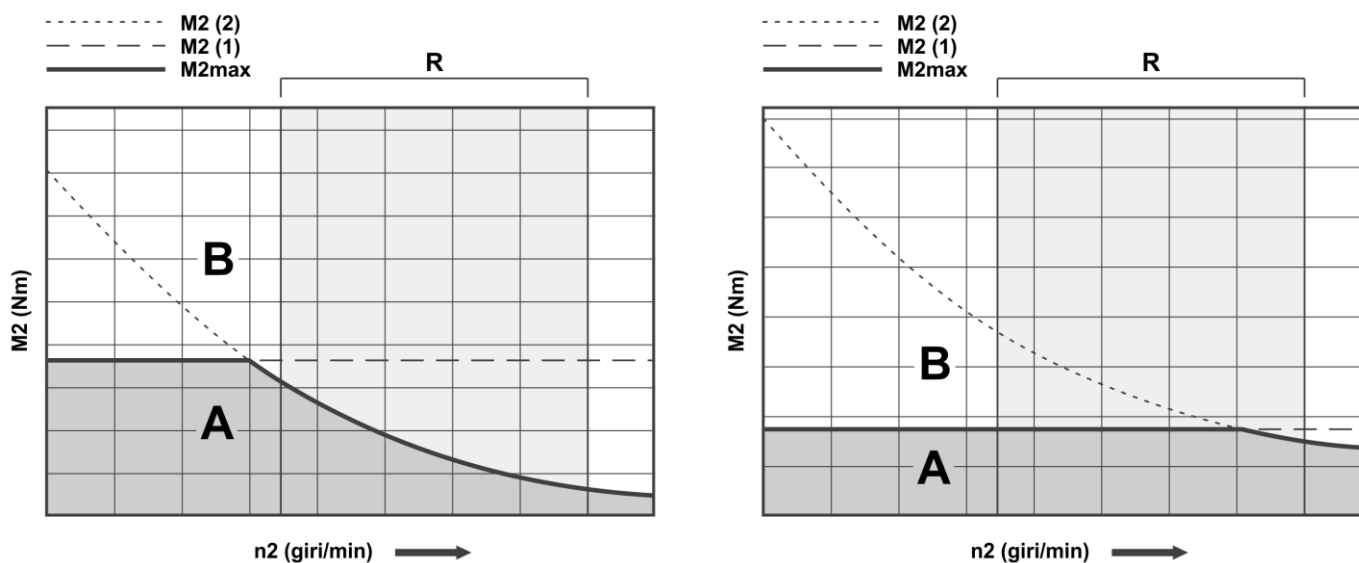 M2 (2)
M2 (1)
M2max
R
B
A
M2 (Nm)
n2 (giri/min)
M2 (2)
M2 (1)
M2max
R
B
A
M2 (Nm)
n2 (giri/min)